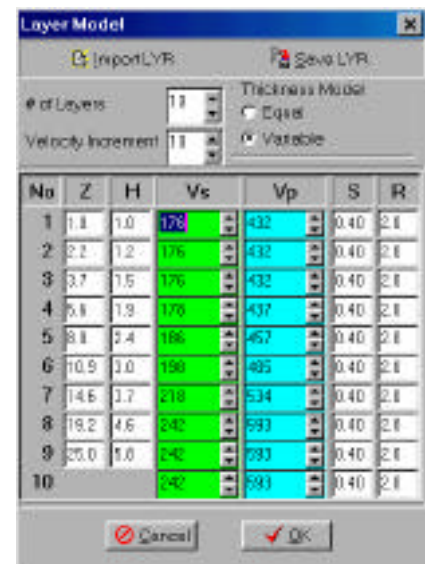 Layer Model
Import LYR Save LYR
# of Layers 10
Thickness Model
Equal
Velocity Increment
Variable
No Z H Vs Vp S R
1 1.0 1.0 176 432 0.40 2.0
2 2.2 1.2 176 432 0.40 2.0
3 3.7 1.5 176 432 0.40 2.0
4 5.6 1.9 178 437 0.40 2.0
5 8.0 2.4 186 457 0.40 2.0
6 10.9 3.0 198 485 0.40 2.0
7 14.6 3.7 218 534 0.40 2.0
8 19.2 4.6 242 593 0.40 2.0
9 25.0 5.8 242 593 0.40 2.0
10 242 593 0.40 2.0
Cancel OK